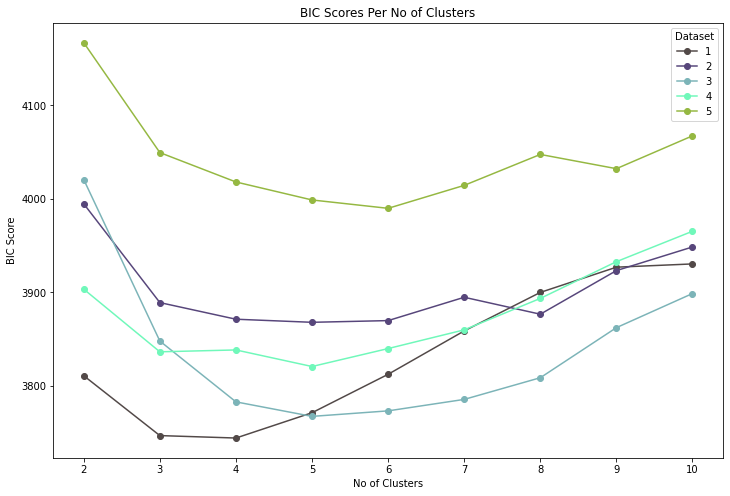 BIC Scores Per No of Clusters
Dataset
1
2
3
4
5
4100
4000
3900
3800
BIC Score
2 3 4 5 6 7 8 9 10
No of Clusters